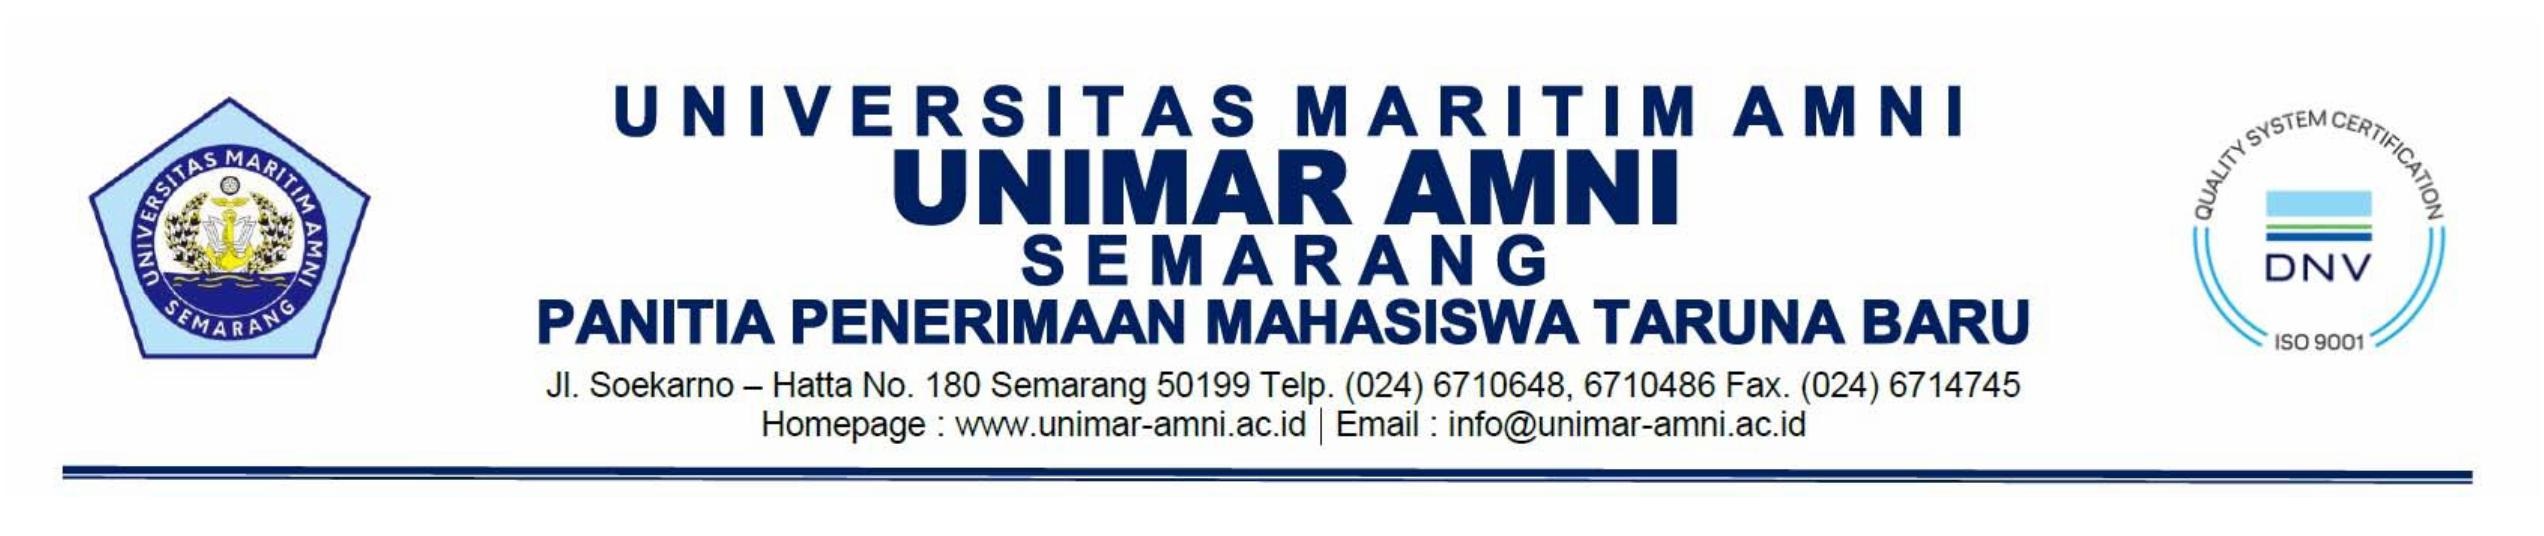 UNIVERSITAS MARITIM AMNI
UNIMAR AMNI
SEMARANG
PANITIA PENERIMAAN MAHASISWA TARUNA BARU
Jl. Soekarno – Hatta No. 180 Semarang 50199 Telp. (024) 6710648, 6710486 Fax. (024) 6714745
Homepage : www.unimar-amni.ac.id | Email : info@unimar-amni.ac.id
UNIVERSITAS MARITIM AMNI
SEMARANG
QUALITY SYSTEM CERTIFICATION
DNV
ISO 9001